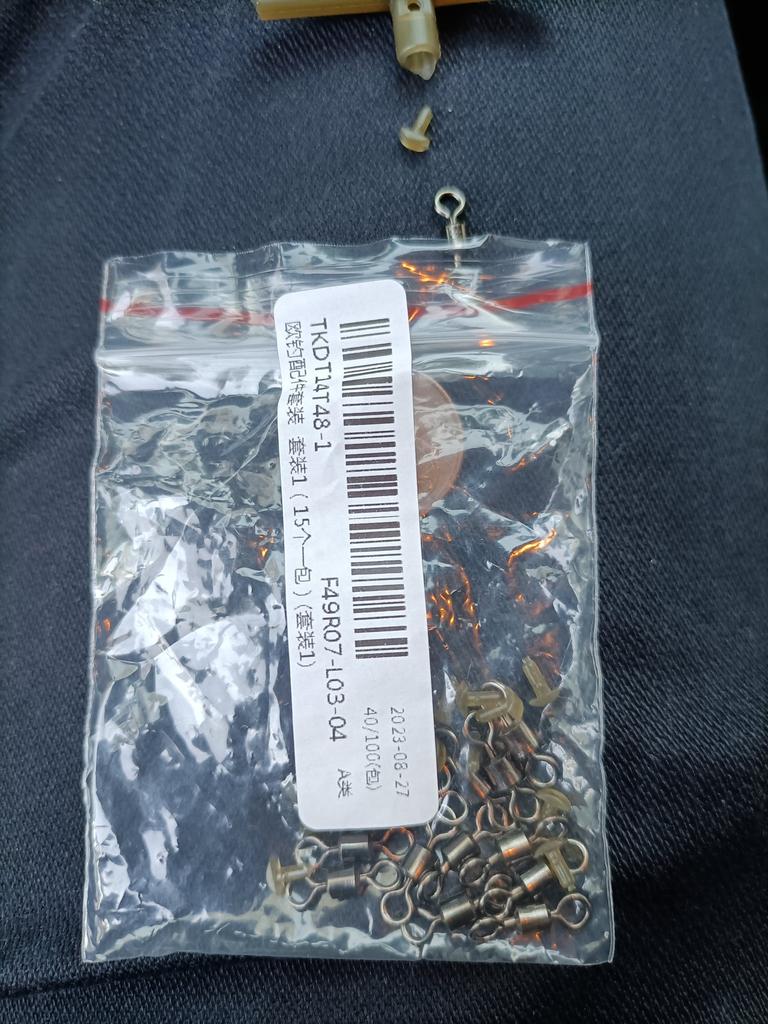 TKDT14T48-1
欧钓配件套装 套装1（15个一包）(套装1)
F49R07-L03-04
2023-08-27
40/100(包)
A类